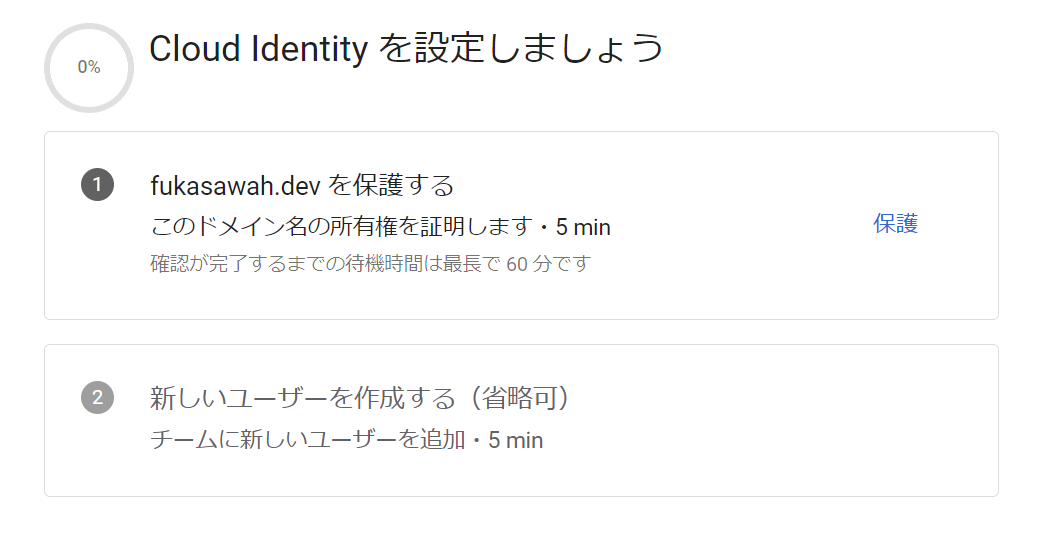 0%
Cloud Identity を設定しましょう
1
fukasawah.dev を保護する
このドメイン名の所有権を証明します・5 min
保護
確認が完了するまでの待機時間は最長で 60 分です
2
新しいユーザーを作成する（省略可）
チームに新しいユーザーを追加・5 min